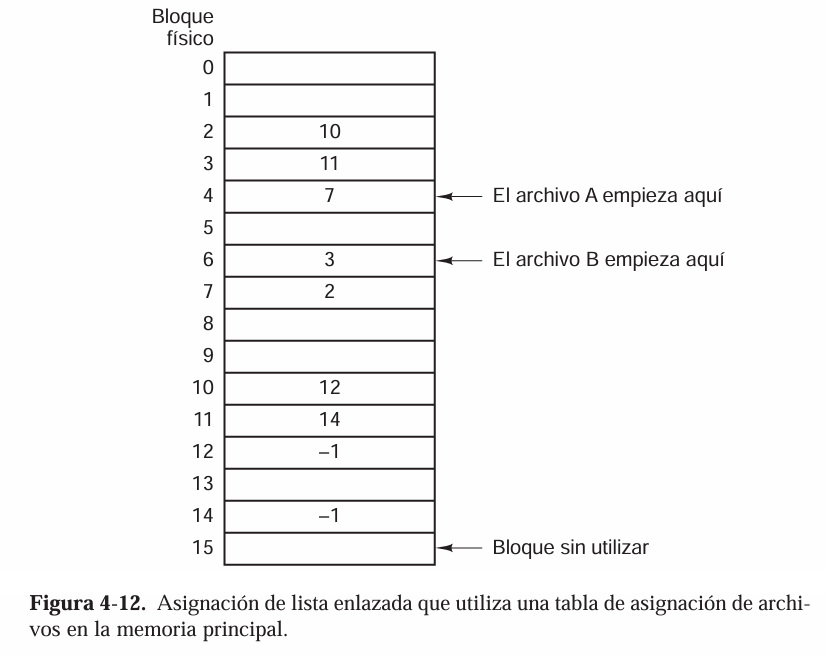 Bloque
físico
0
1
2 10
3 11
4 7 El archivo A empieza aquí
5
6 3 El archivo B empieza aquí
7 2
8
9
10 12
11 14
12 –1
13
14 –1
15 Bloque sin utilizar
Figura 4-12. Asignación de lista enlazada que utiliza una tabla de asignación de archi-
vos en la memoria principal.